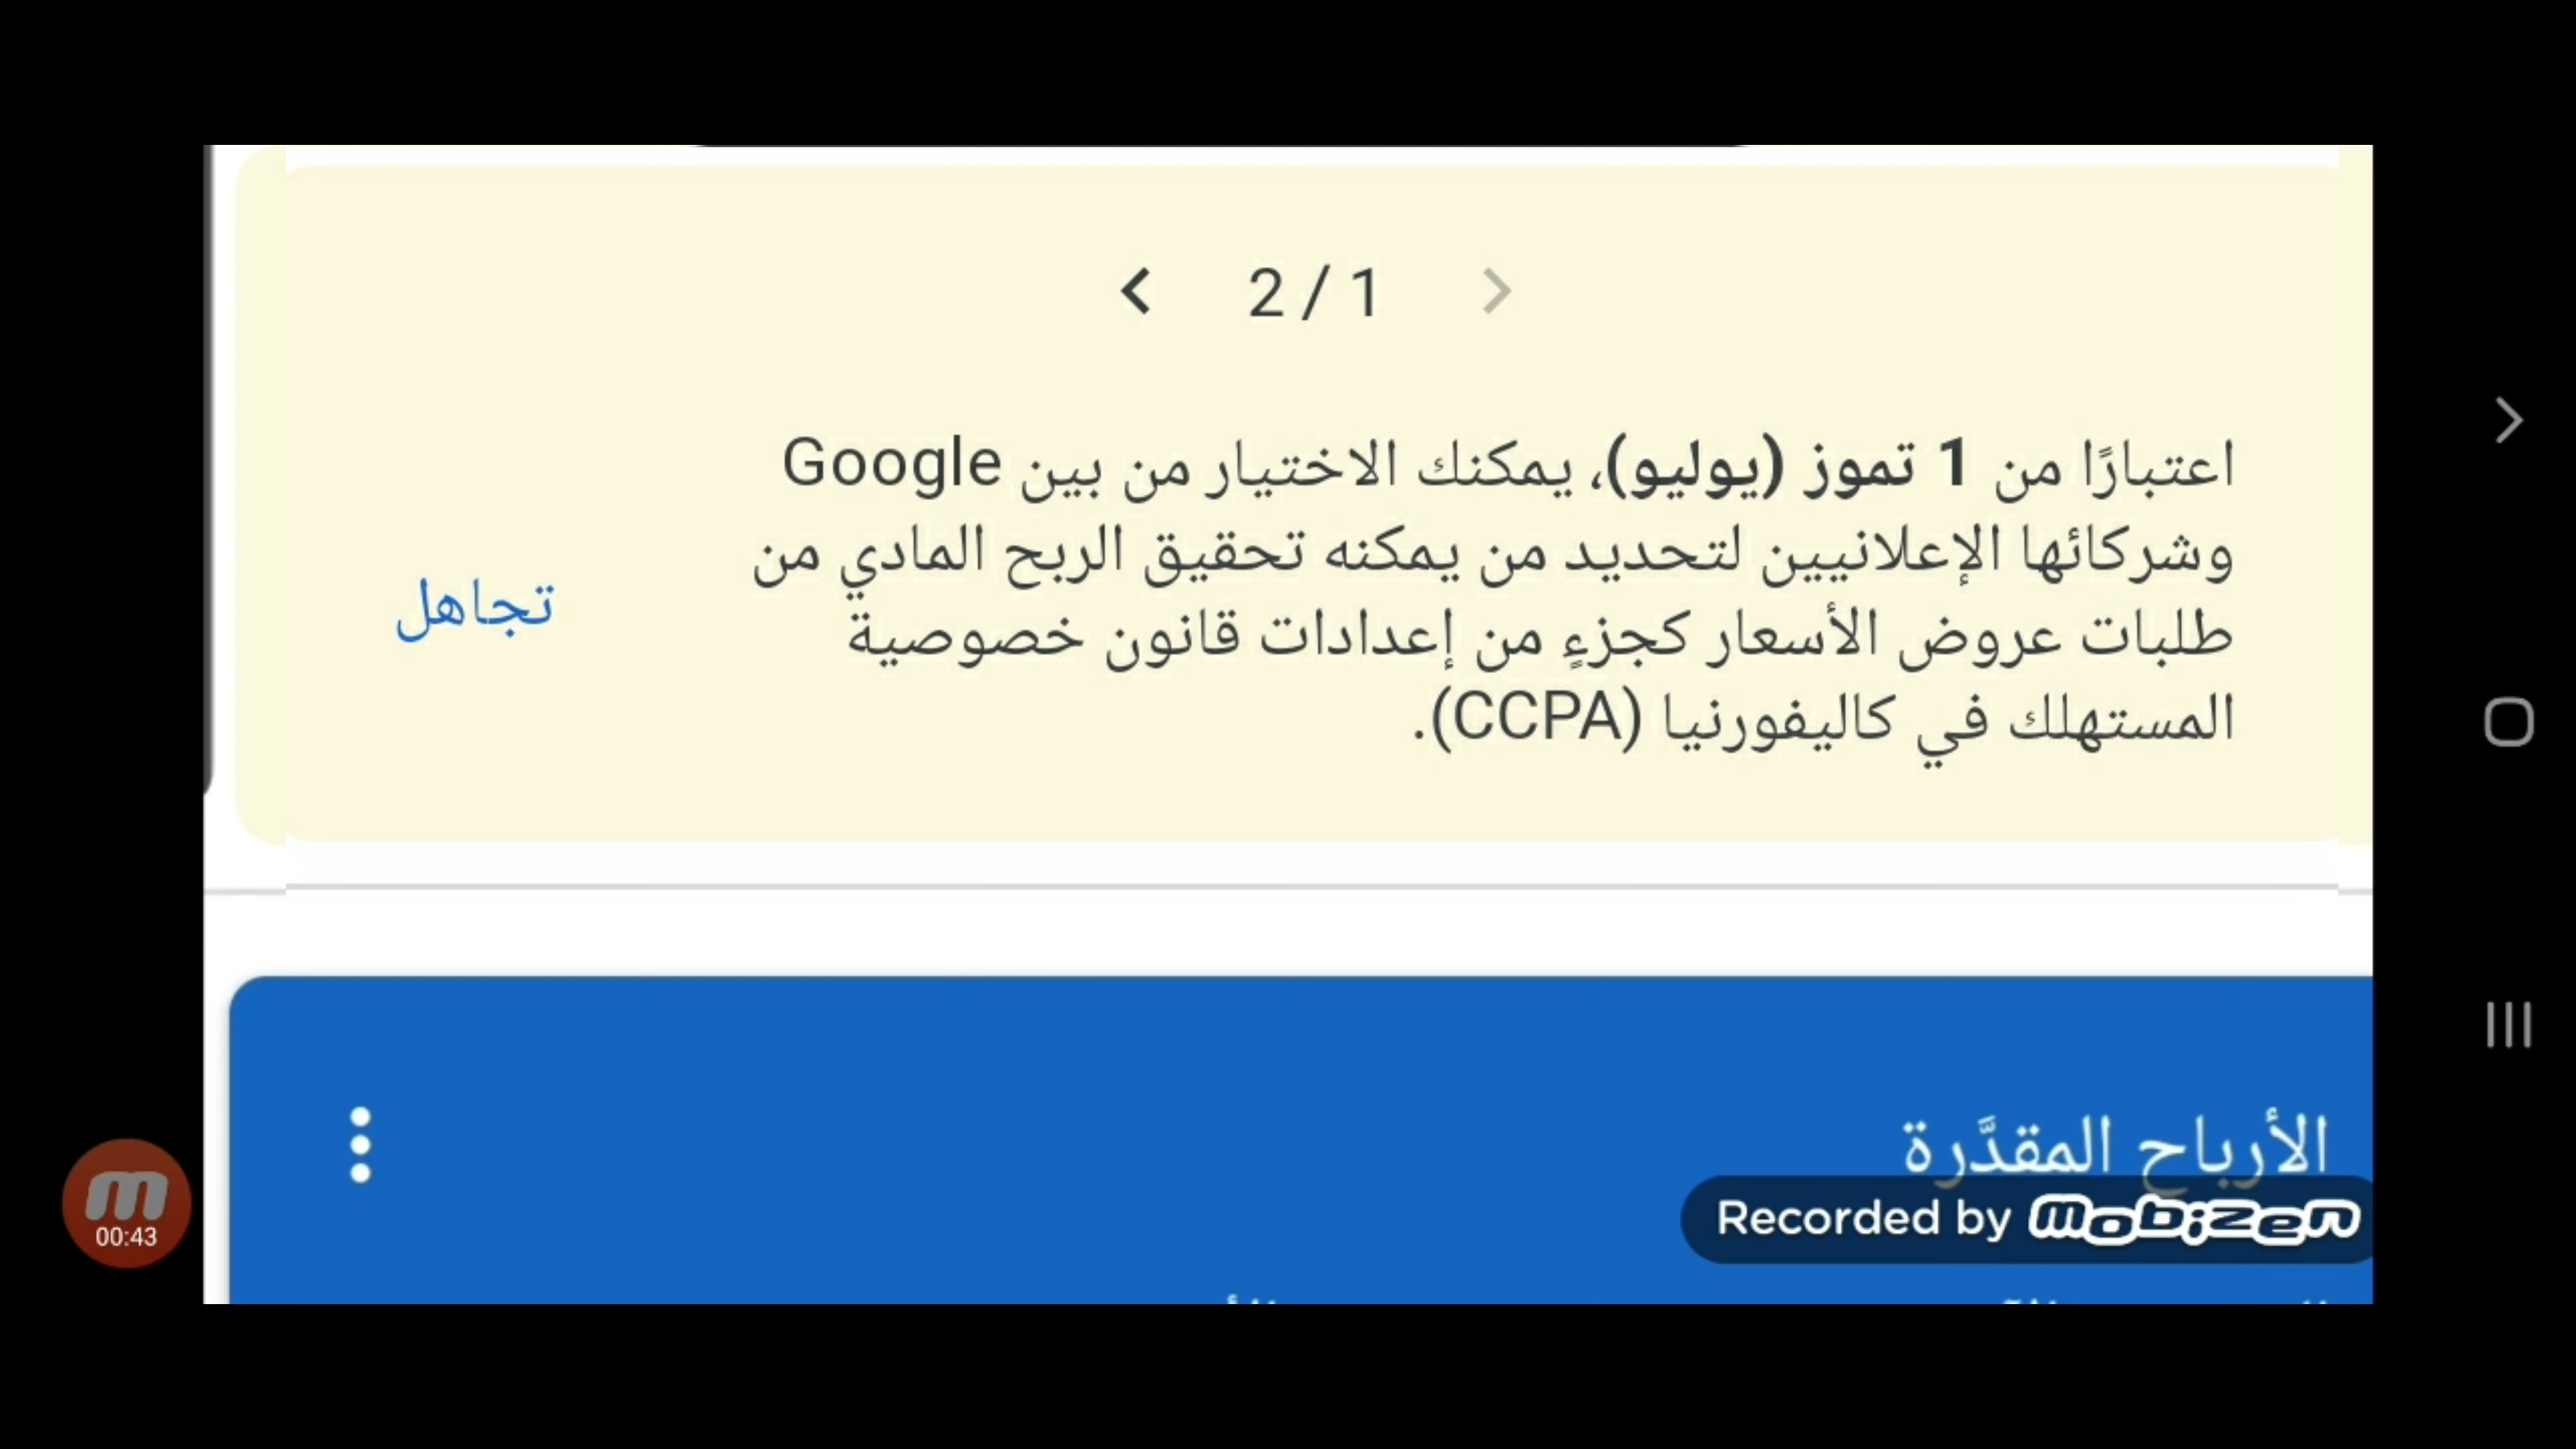 2 / 1
اعتبارًا من 1 تموز (يوليو)، يمكنك الاختيار من بين Google
وشركائها الإعلانيين لتحديد من يمكنه تحقيق الربح المادي من
طلبات عروض الأسعار كجزءٍ من إعدادات قانون خصوصية
المستهلك في كاليفورنيا (CCPA).
تجاهل
الأرباح المقدَّرة
Recorded by mobizen
00:43